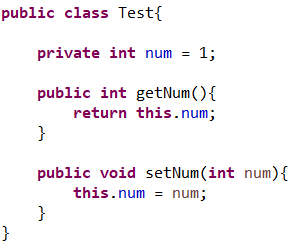 public class Test{
private int num = 1;
public int getNum(){
return this.num;
}
public void setNum(int num){
this.num = num;
}
}